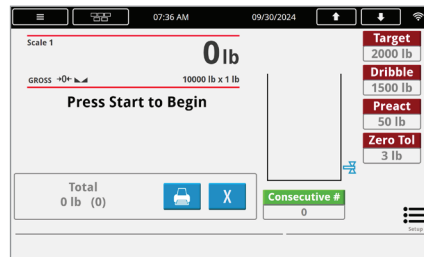 07:36 AM 09/30/2024
Scale 1
0 lb
GROSS →0← 10000 lb x 1 lb
Press Start to Begin
Target
2000 lb
Dribble
1500 lb
Preact
50 lb
Zero Tol
3 lb
Total
0 lb (0)
X
Consecutive #
0
Setup